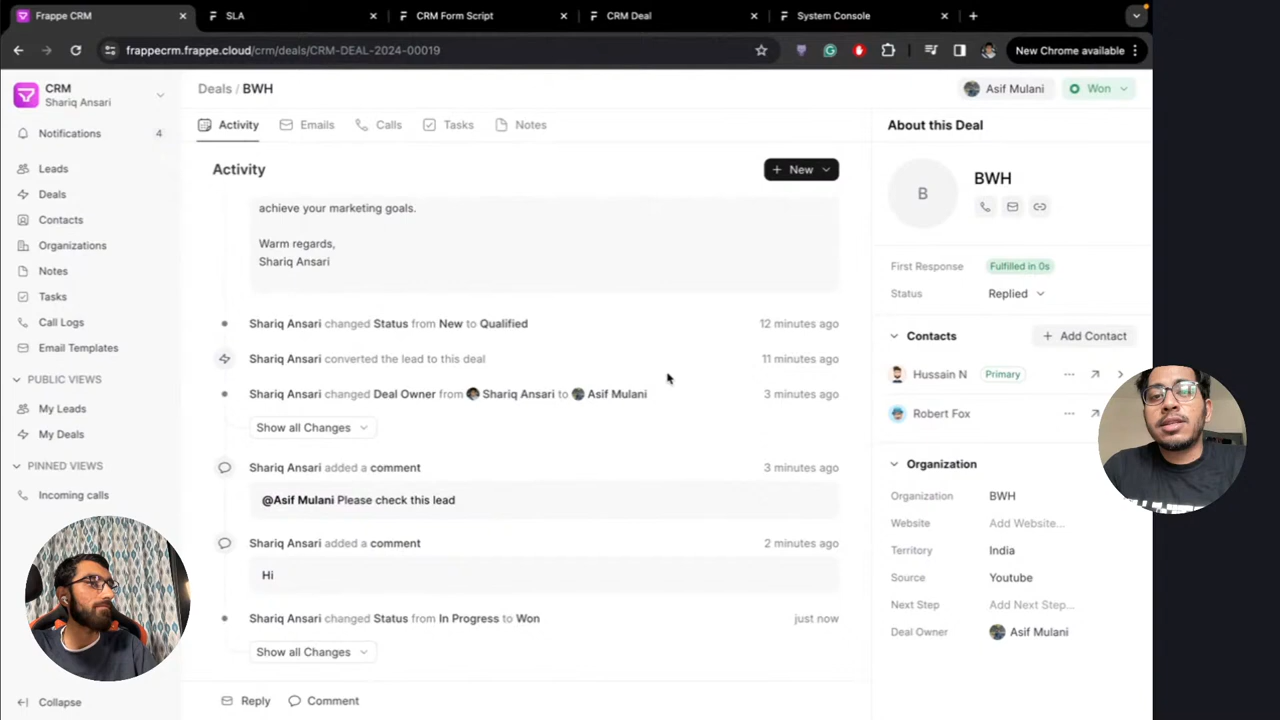 Frappe CRM
SLA
CRM Form Script
CRM Deal
System Console
frappecrm.frappe.cloud/crm/deals/CRM-DEAL-2024-00019
New Chrome available
CRM
Shariq Ansari
Notifications 4
Leads
Deals
Contacts
Organizations
Notes
Tasks
Call Logs
Email Templates
PUBLIC VIEWS
My Leads
My Deals
PINNED VIEWS
Incoming calls
Collapse
Deals / BWH
Asif Mulani
Won
Activity
Emails
Calls
Tasks
Notes
Activity
+ New
achieve your marketing goals.
Warm regards,
Shariq Ansari
Shariq Ansari changed Status from New to Qualified 12 minutes ago
Shariq Ansari converted the lead to this deal 11 minutes ago
Shariq Ansari changed Deal Owner from Shariq Ansari to Asif Mulani 3 minutes ago
Show all Changes
Shariq Ansari added a comment 3 minutes ago
@Asif Mulani Please check this lead
Shariq Ansari added a comment 2 minutes ago
Hi
Shariq Ansari changed Status from In Progress to Won just now
Show all Changes
Reply
Comment
About this Deal
B
BWH
First Response Fulfilled in 0s
Status Replied
Contacts
+ Add Contact
Hussain N Primary
Robert Fox
Organization
Organization BWH
Website Add Website...
Territory India
Source Youtube
Next Step Add Next Step...
Deal Owner Asif Mulani